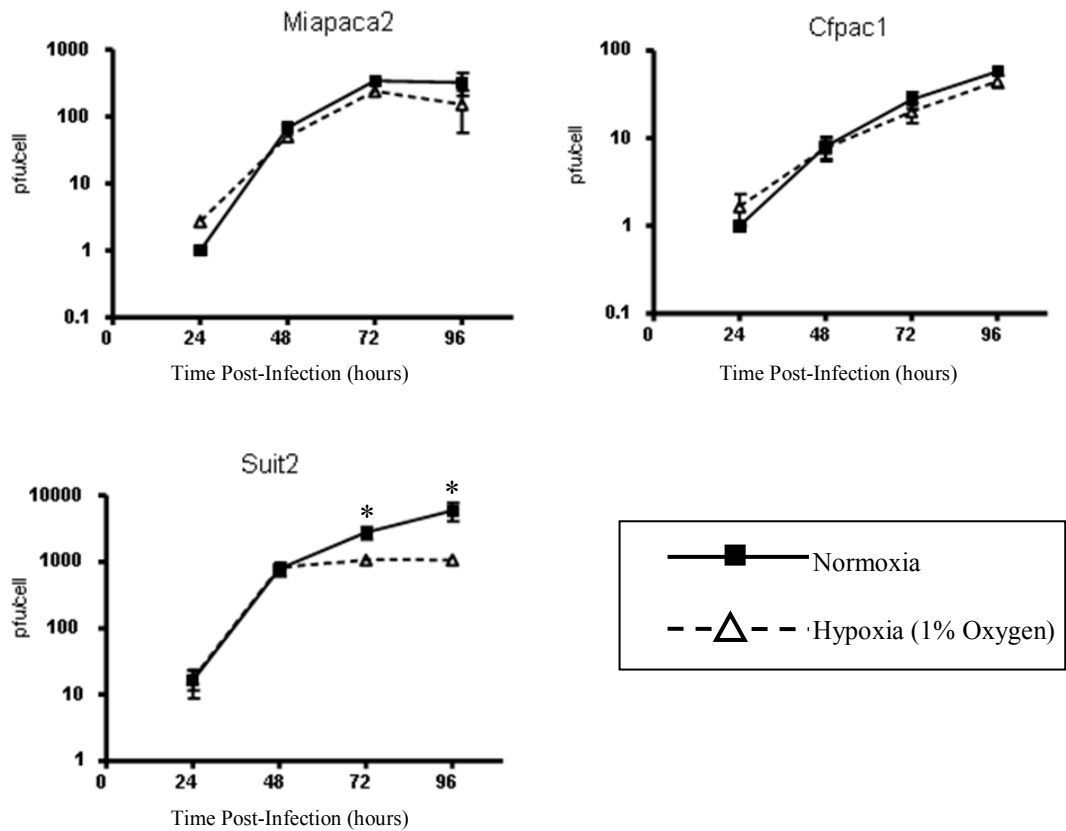 Miapaca2
1000
100
10
1
0.1
pfu/cell
0 24 48 72 96
Time Post-Infection (hours)
Cfpac1
100
10
1
0.1
pfu/cell
0 24 48 72 96
Time Post-Infection (hours)
Suit2
10000
1000
100
10
1
pfu/cell
* *
0 24 48 72 96
Time Post-Infection (hours)
Normoxia
Hypoxia (1% Oxygen)